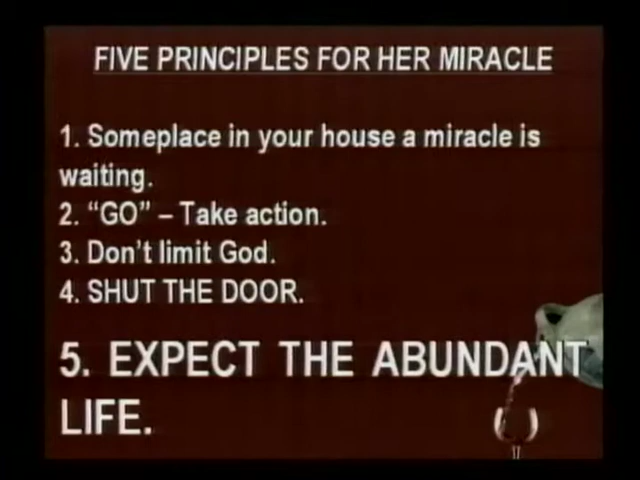 FIVE PRINCIPLES FOR HER MIRACLE
1. Someplace in your house a miracle is
waiting.
2. “GO” – Take action.
3. Don’t limit God.
4. SHUT THE DOOR.
5. EXPECT THE ABUNDANT
LIFE.